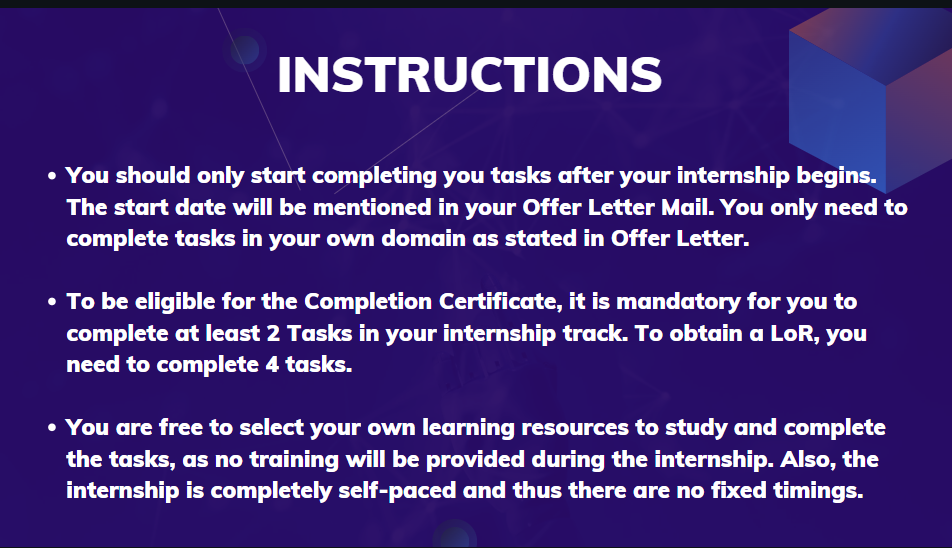 INSTRUCTIONS
• You should only start completing you tasks after your internship begins.
The start date will be mentioned in your Offer Letter Mail. You only need to
complete tasks in your own domain as stated in Offer Letter.
• To be eligible for the Completion Certificate, it is mandatory for you to
complete at least 2 Tasks in your internship track. To obtain a LoR, you
need to complete 4 tasks.
• You are free to select your own learning resources to study and complete
the tasks, as no training will be provided during the internship. Also, the
internship is completely self-paced and thus there are no fixed timings.